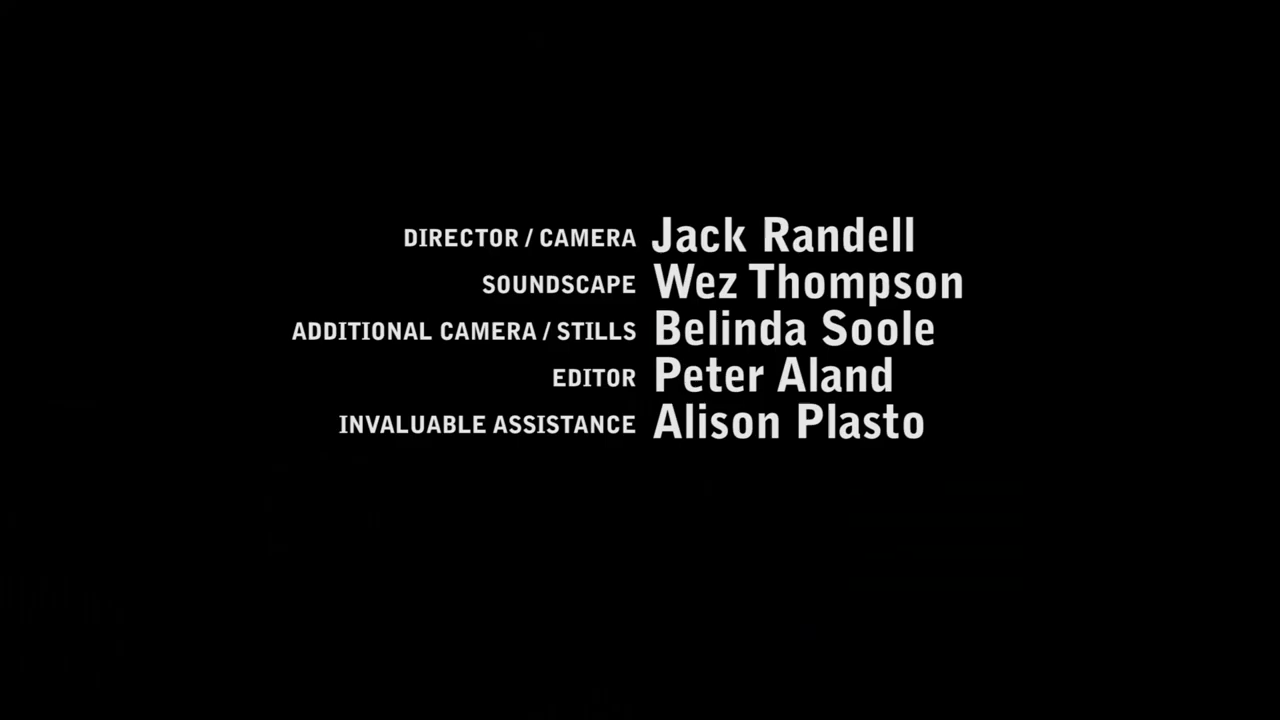 DIRECTOR / CAMERA Jack Randell
SOUNDSCAPE Wez Thompson
ADDITIONAL CAMERA / STILLS Belinda Soole
EDITOR Peter Aland
INVALUABLE ASSISTANCE Alison Plasto